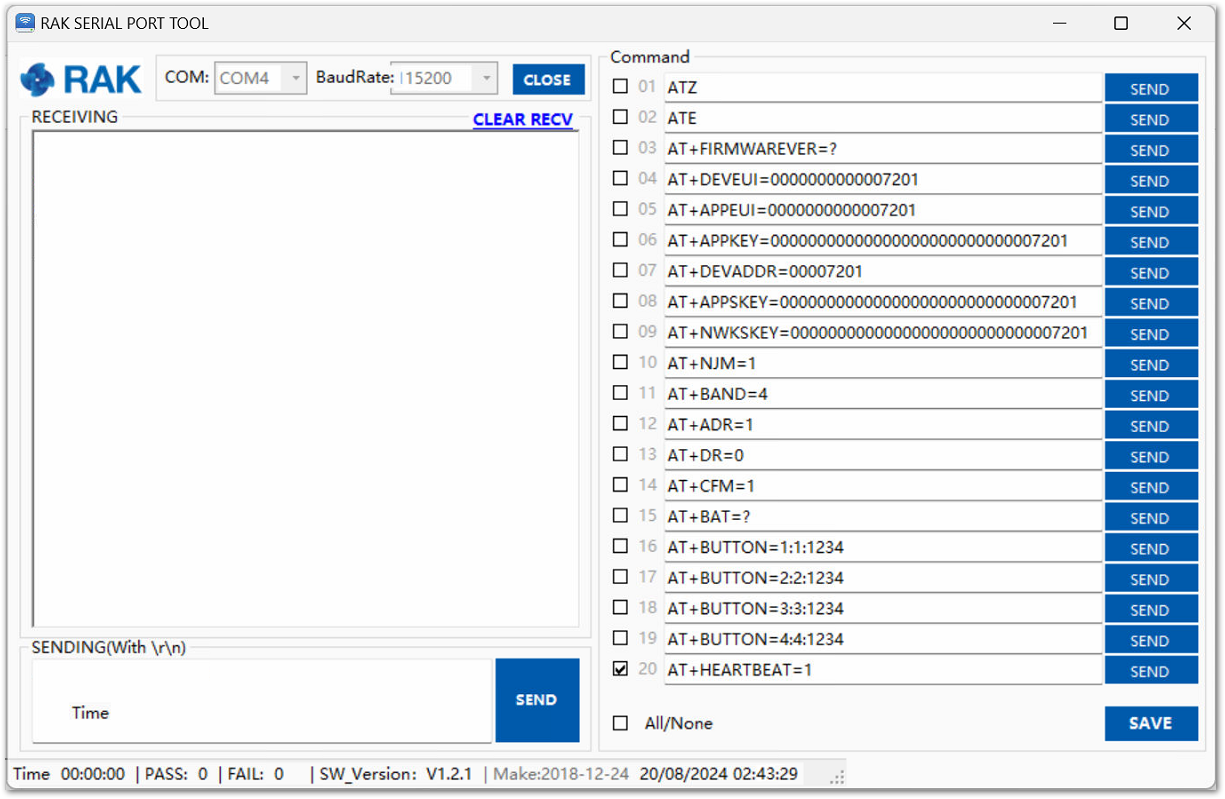 RAK SERIAL PORT TOOL
RAK COM: COM4 BaudRate: 115200 CLOSE
RECEIVING CLEAR RECV
SENDING(With \r\n)
Time
SEND
Command
01 ATZ SEND
02 ATE SEND
03 AT+FIRMWAREVER=? SEND
04 AT+DEVEUI=0000000000007201 SEND
05 AT+APPEUI=0000000000007201 SEND
06 AT+APPKEY=00000000000000000000000000007201 SEND
07 AT+DEVADDR=00007201 SEND
08 AT+APPSKEY=00000000000000000000000000007201 SEND
09 AT+NWKSKEY=00000000000000000000000000007201 SEND
10 AT+NJM=1 SEND
11 AT+BAND=4 SEND
12 AT+ADR=1 SEND
13 AT+DR=0 SEND
14 AT+CFM=1 SEND
15 AT+BAT=? SEND
16 AT+BUTTON=1:1:1234 SEND
17 AT+BUTTON=2:2:1234 SEND
18 AT+BUTTON=3:3:1234 SEND
19 AT+BUTTON=4:4:1234 SEND
20 AT+HEARTBEAT=1 SEND
All/None SAVE
Time 00:00:00 | PASS: 0 | FAIL: 0 | SW_Version: V1.2.1 | Make:2018-12-24 20/08/2024 02:43:29